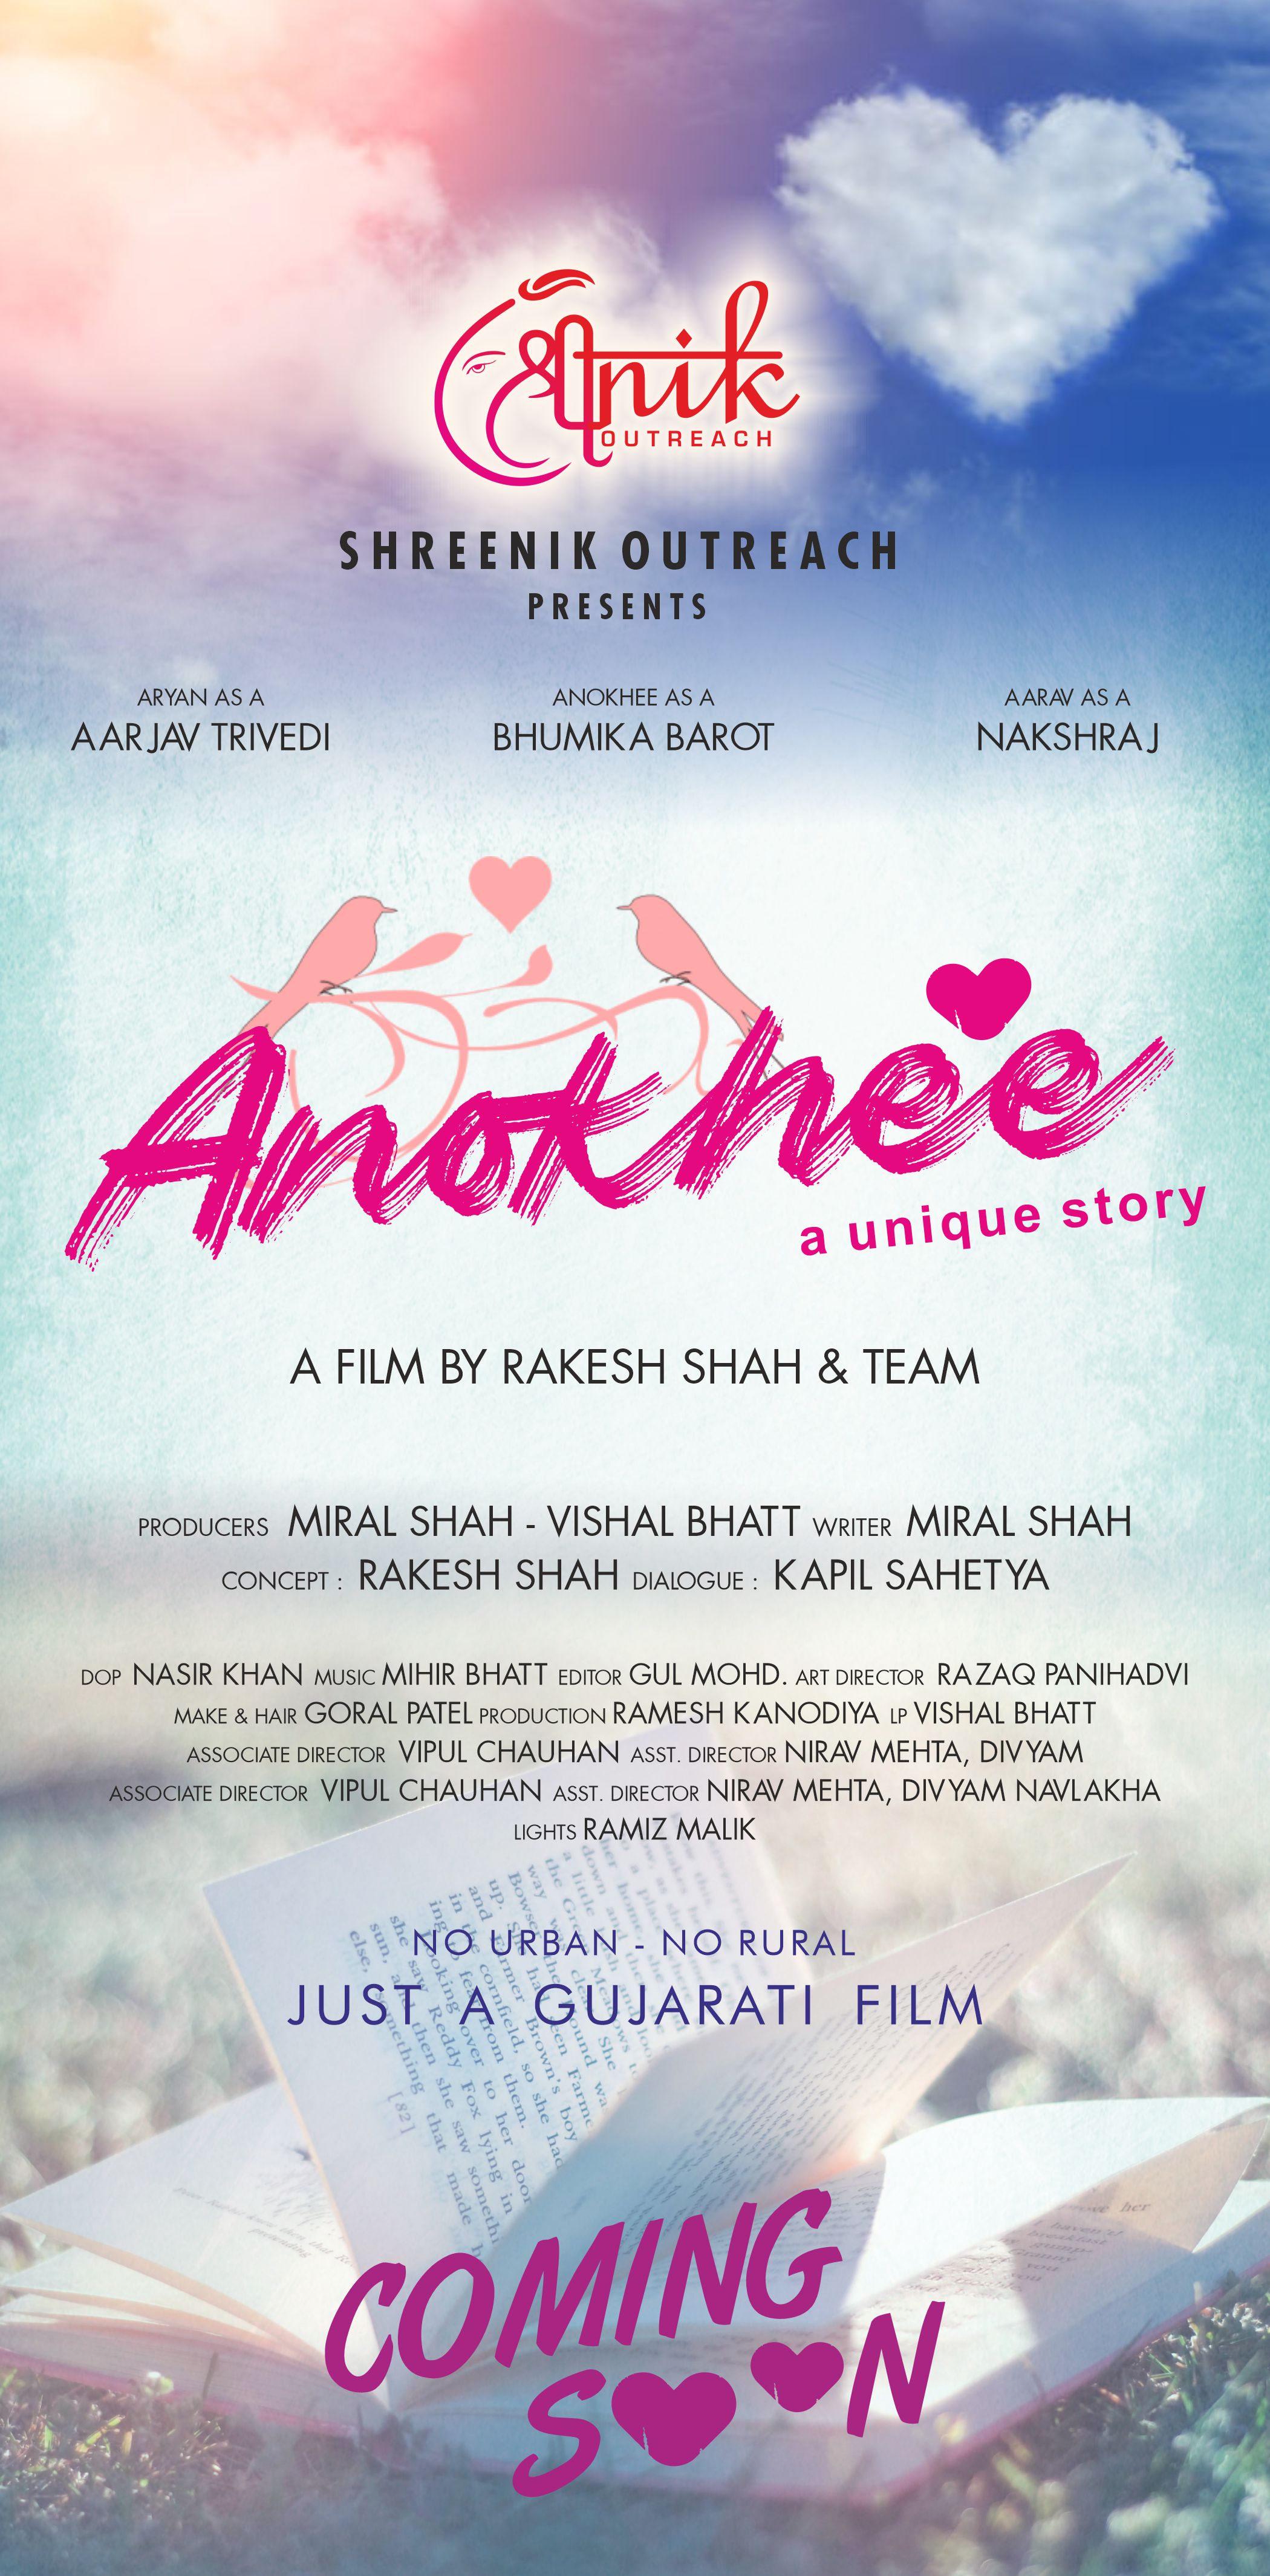 श्रीnik
OUTREACH
SHREENIK OUTREACH
PRESENTS
ARYAN AS A
AARJAV TRIVEDI
ANOKHEE AS A
BHUMIKA BAROT
AARAV AS A
NAKSHRAJ
Anokhee
a unique story
A FILM BY RAKESH SHAH & TEAM
PRODUCERS MIRAL SHAH - VISHAL BHATT WRITER MIRAL SHAH
CONCEPT : RAKESH SHAH DIALOGUE : KAPIL SAHETYA
DOP NASIR KHAN MUSIC MIHIR BHATT EDITOR GUL MOHD. ART DIRECTOR RAZAQ PANIHADVI
MAKE & HAIR GORAL PATEL PRODUCTION RAMESH KANODIYA LP VISHAL BHATT
ASSOCIATE DIRECTOR VIPUL CHAUHAN ASST. DIRECTOR NIRAV MEHTA, DIVYAM
ASSOCIATE DIRECTOR VIPUL CHAUHAN ASST. DIRECTOR NIRAV MEHTA, DIVYAM NAVLAKHA
LIGHTS RAMIZ MALIK
NO URBAN - NO RURAL
JUST A GUJARATI FILM
[82]
COMING
SOON